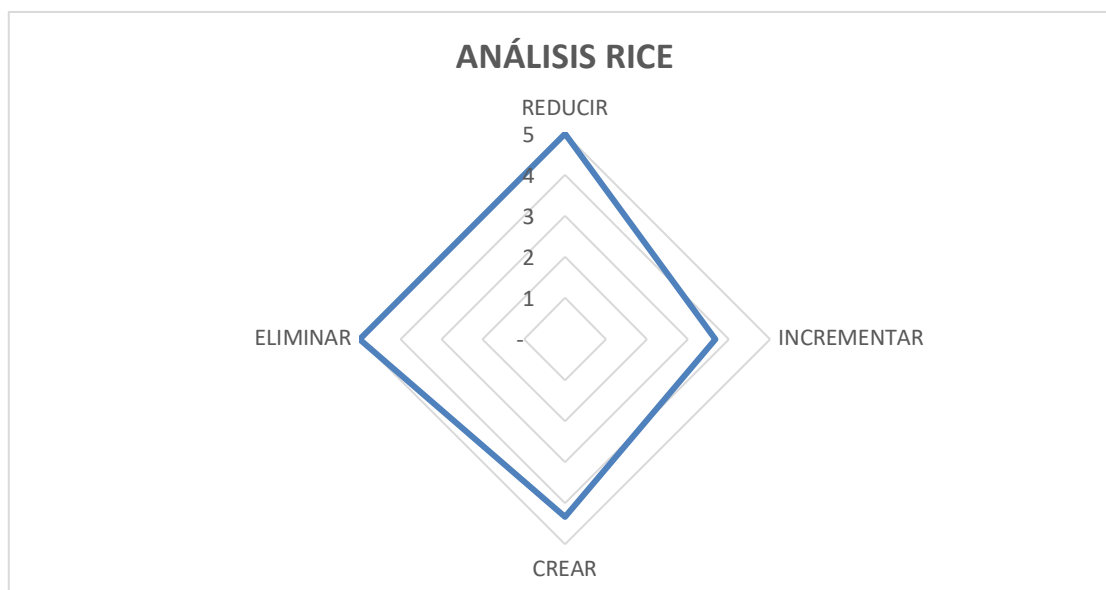 ANÁLISIS RICE
REDUCIR
5
4
3
2
1
-
ELIMINAR
INCREMENTAR
CREAR